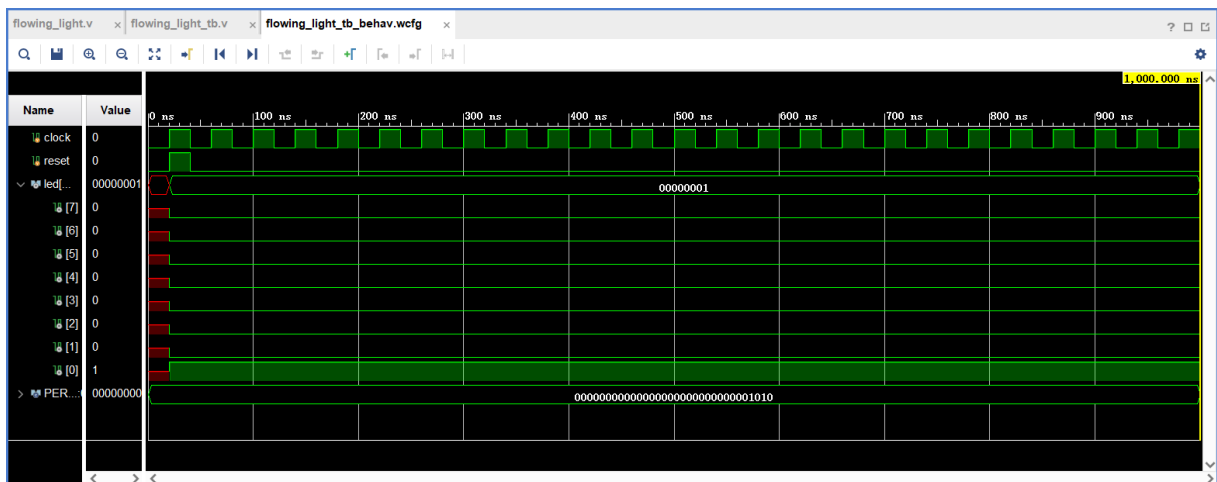 flowing_light.v × flowing_light_tb.v × flowing_light_tb_behav.wcfg × ?
1,000.000 ns
Name Value 0 ns 100 ns 200 ns 300 ns 400 ns 500 ns 600 ns 700 ns 800 ns 900 ns
clock 0
reset 0
led[... 00000001 00000001
[7] 0
[6] 0
[5] 0
[4] 0
[3] 0
[2] 0
[1] 0
[0] 1
PER...:( 00000000 00000000000000000000000000001010